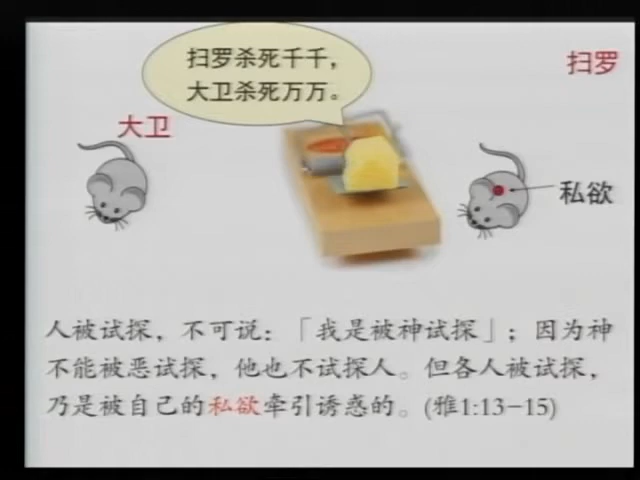 扫罗杀死千千，
大卫杀死万万。
扫罗
大卫
私欲
人被试探，不可说：「我是被神试探」；因为神
不能被恶试探，他也不试探人。但各人被试探，
乃是被自己的私欲牵引诱惑的。(雅1:13-15)